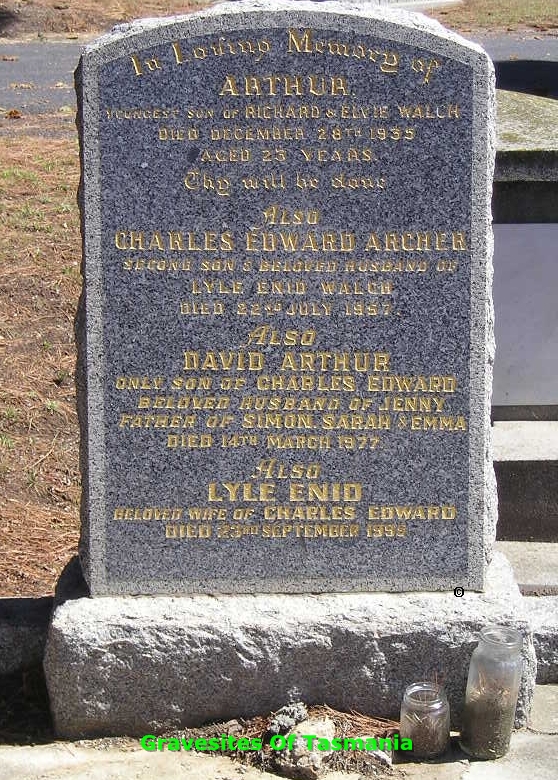 In Loving Memory of
ARTHUR,
YOUNGEST SON OF RICHARD & ELVIE WALCH
DIED DECEMBER 28TH 1935
AGED 23 YEARS.
Thy will be done
ALSO
CHARLES EDWARD ARCHER
SECOND SON & BELOVED HUSBAND OF
LYLE ENID WALCH
DIED 22ND JULY 1957.
ALSO
DAVID ARTHUR
ONLY SON OF CHARLES EDWARD
BELOVED HUSBAND OF JENNY
FATHER OF SIMON, SARAH & EMMA
DIED 14TH MARCH 1977
ALSO
LYLE ENID
BELOVED WIFE OF CHARLES EDWARD
DIED 23RD SEPTEMBER 1995
©
Gravesites Of Tasmania